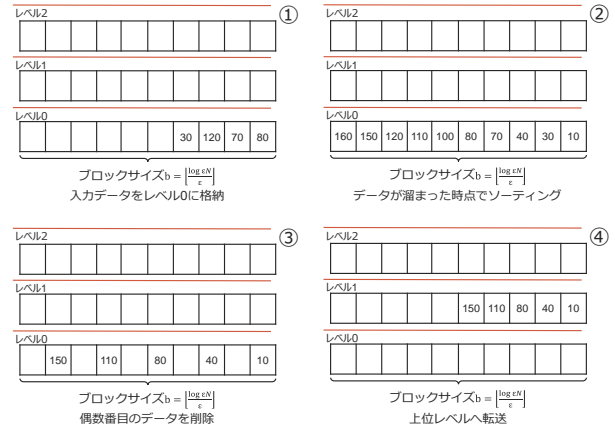 レベル2
①
レベル1
レベル0
30 120 70 80
ブロックサイズb = ⌊log εN / ε⌋
入力データをレベル0に格納
レベル2
②
レベル1
レベル0
160 150 120 110 100 80 70 40 30 10
ブロックサイズb = ⌊log εN / ε⌋
データが溜まった時点でソーティング
レベル2
③
レベル1
レベル0
150 110 80 40 10
ブロックサイズb = ⌊log εN / ε⌋
偶数番目のデータを削除
レベル2
④
レベル1
150 110 80 40 10
レベル0
ブロックサイズb = ⌊log εN / ε⌋
上位レベルへ転送